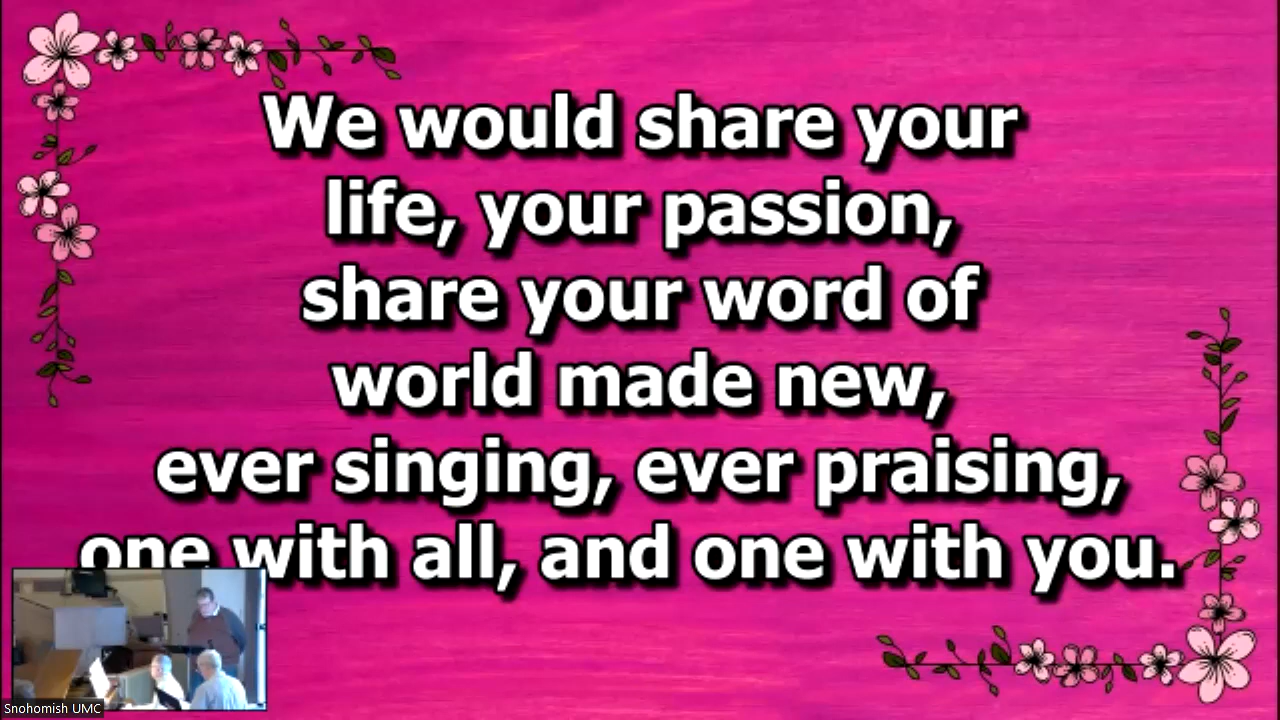 We would share your
life, your passion,
share your word of
world made new,
ever singing, ever praising,
one with all, and one with you.
Snohomish UMC